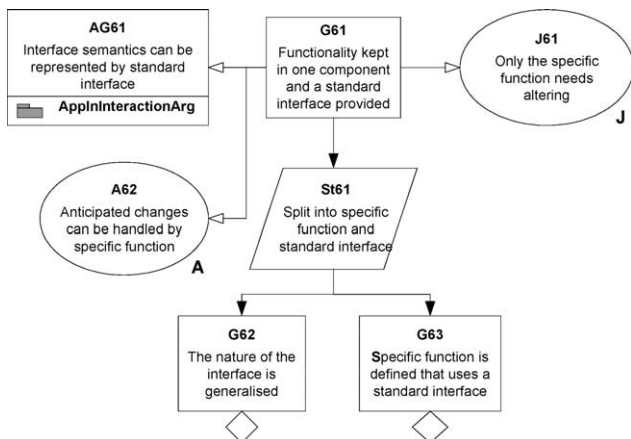 AG61
Interface semantics can be
represented by standard
interface
AppInInteractionArg
G61
Functionality kept
in one component
and a standard
interface provided
J61
Only the specific
function needs
altering
J
A62
Anticipated changes
can be handled by
specific function
A
St61
Split into specific
function and
standard interface
G62
The nature of the
interface is
generalised
G63
Specific function is
defined that uses a
standard interface